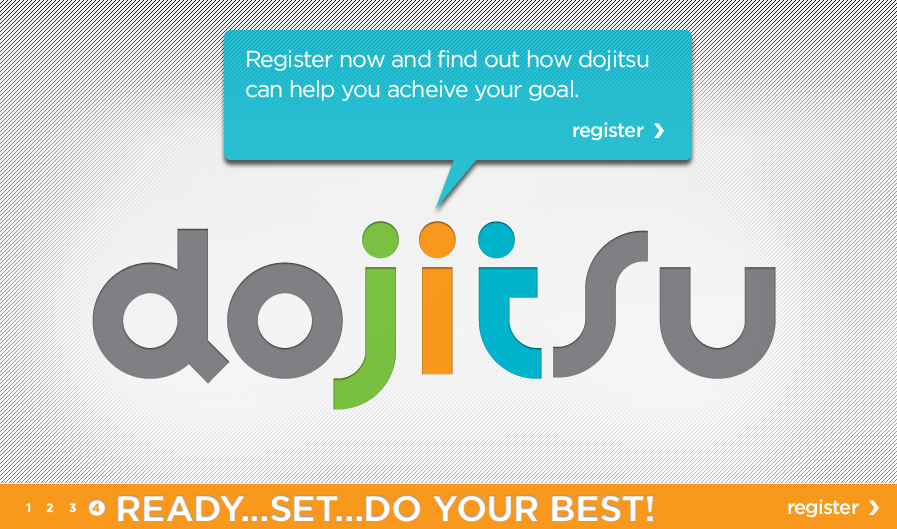 Register now and find out how dojitsu
can help you acheive your goal.
register ❯
dojitsu
1 2 3 4 READY...SET...DO YOUR BEST! register ❯